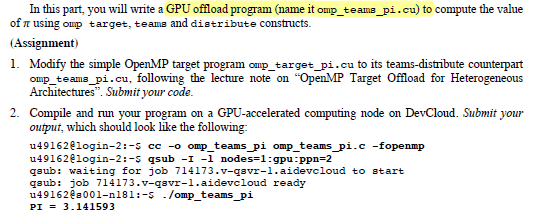 In this part, you will write a GPU offload program (name it omp_teams_pi.cu) to compute the value
of π using omp target, teams and distribute constructs.
(Assignment)
1. Modify the simple OpenMP target program omp_target_pi.cu to its teams-distribute counterpart
omp_teams_pi.cu, following the lecture note on “OpenMP Target Offload for Heterogeneous
Architectures”. Submit your code.
2. Compile and run your program on a GPU-accelerated computing node on DevCloud. Submit your
output, which should look like the following:
u49162@login-2:~$ cc -o omp_teams_pi omp_teams_pi.c -fopenmp
u49162@login-2:~$ qsub -I -l nodes=1:gpu:ppn=2
qsub: waiting for job 714173.v-qsvr-1.aidevcloud to start
qsub: job 714173.v-qsvr-1.aidevcloud ready
u49162@s001-n181:~$ ./omp_teams_pi
PI = 3.141593